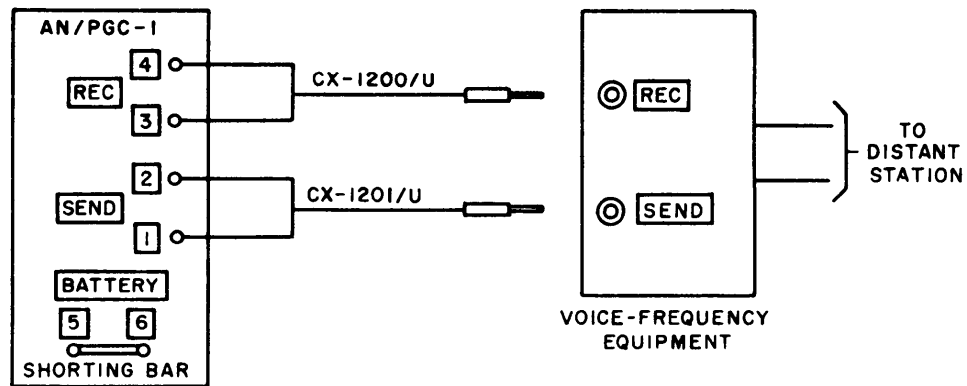 AN/PGC-1
4
REC
3
CX-1200/U
2
SEND
1
CX-1201/U
BATTERY
5 6
SHORTING BAR
REC
SEND
VOICE-FREQUENCY
EQUIPMENT
TO
DISTANT
STATION